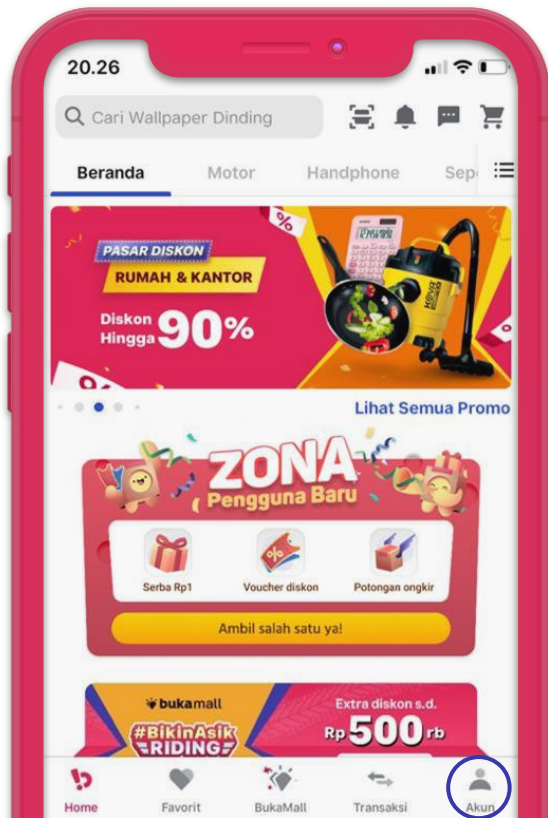 20.26
Cari Wallpaper Dinding
Beranda Motor Handphone Sep
PASAR DISKON
RUMAH & KANTOR
Diskon
Hingga 90%
Lihat Semua Promo
ZONA
Pengguna Baru
Serba Rp1 Voucher diskon Potongan ongkir
Ambil salah satu ya!
bukamall
#BikinAsik
RIDING
Extra diskon s.d.
Rp 500 rb
Home Favorit BukaMall Transaksi Akun